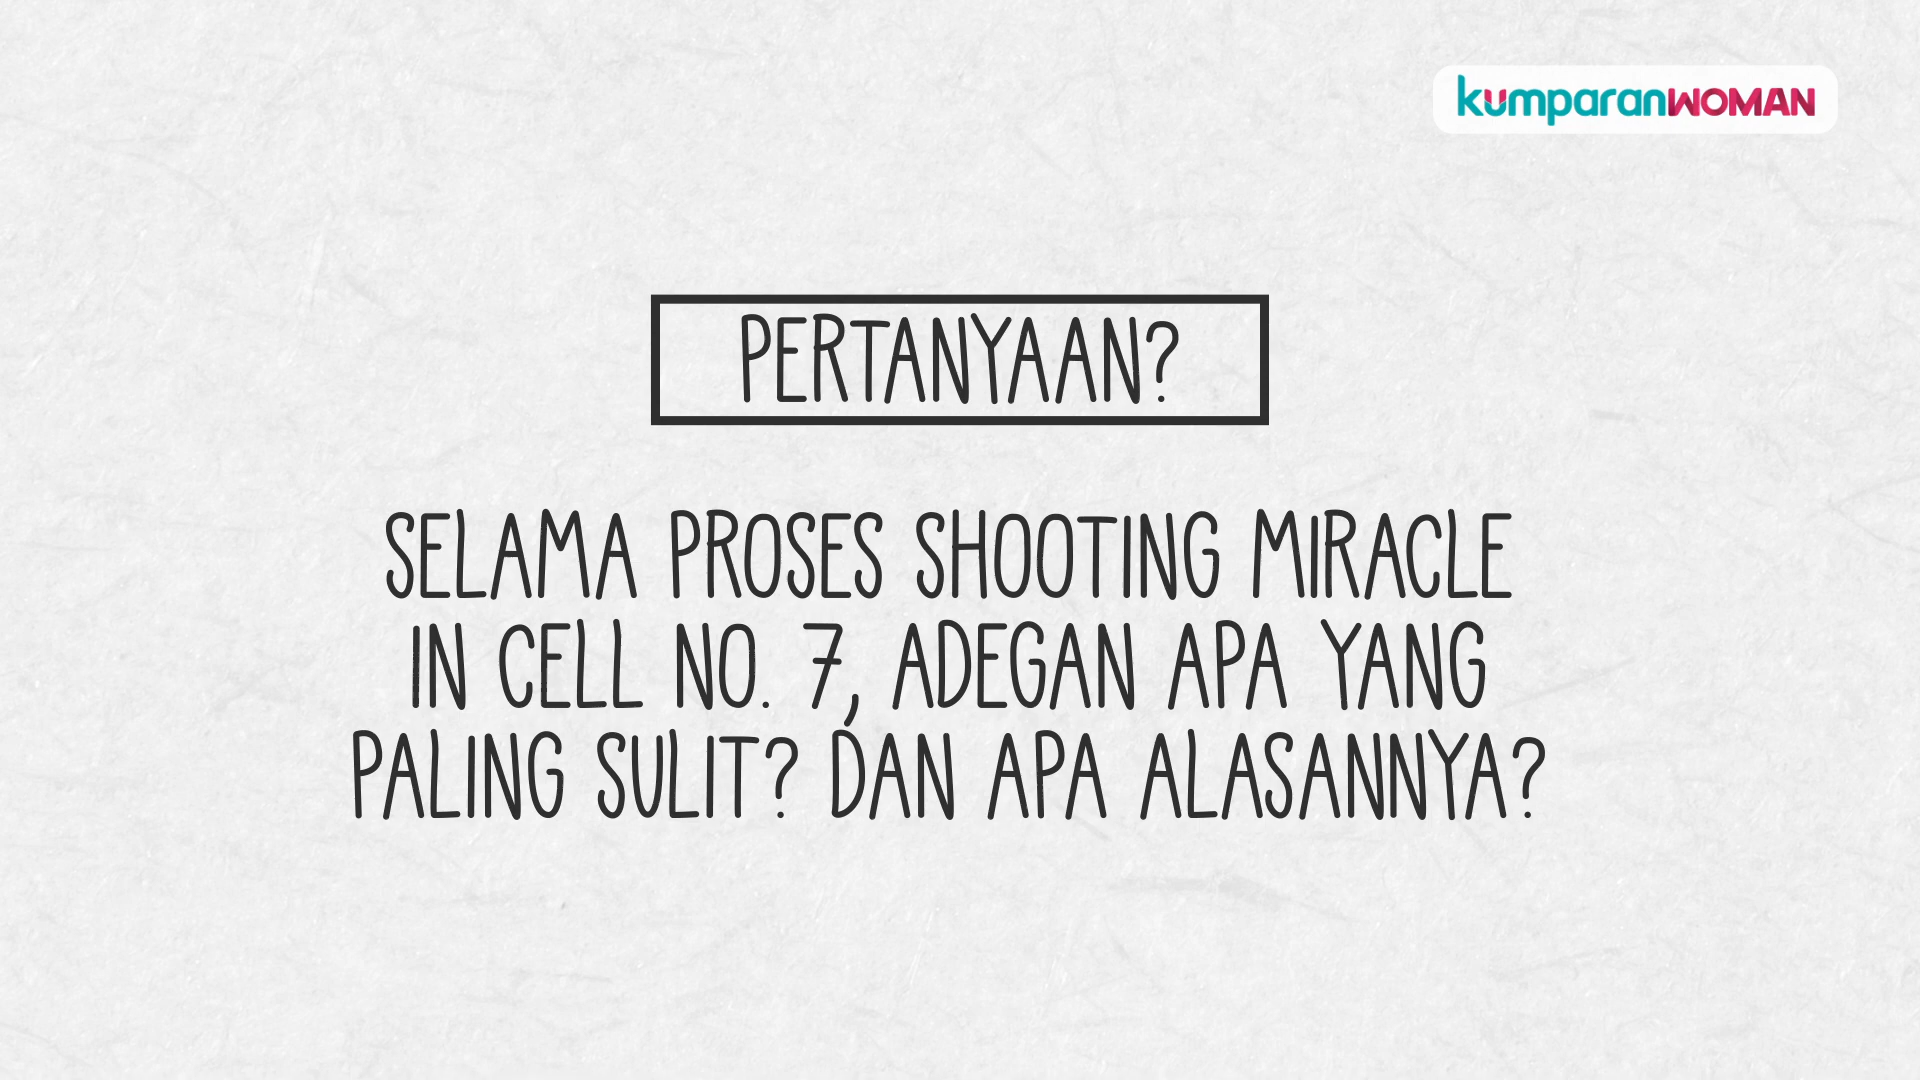 kumparanWOMAN
PERTANYAAN?
SELAMA PROSES SHOOTING MIRACLE
IN CELL NO. 7, ADEGAN APA YANG
PALING SULIT? DAN APA ALASANNYA?